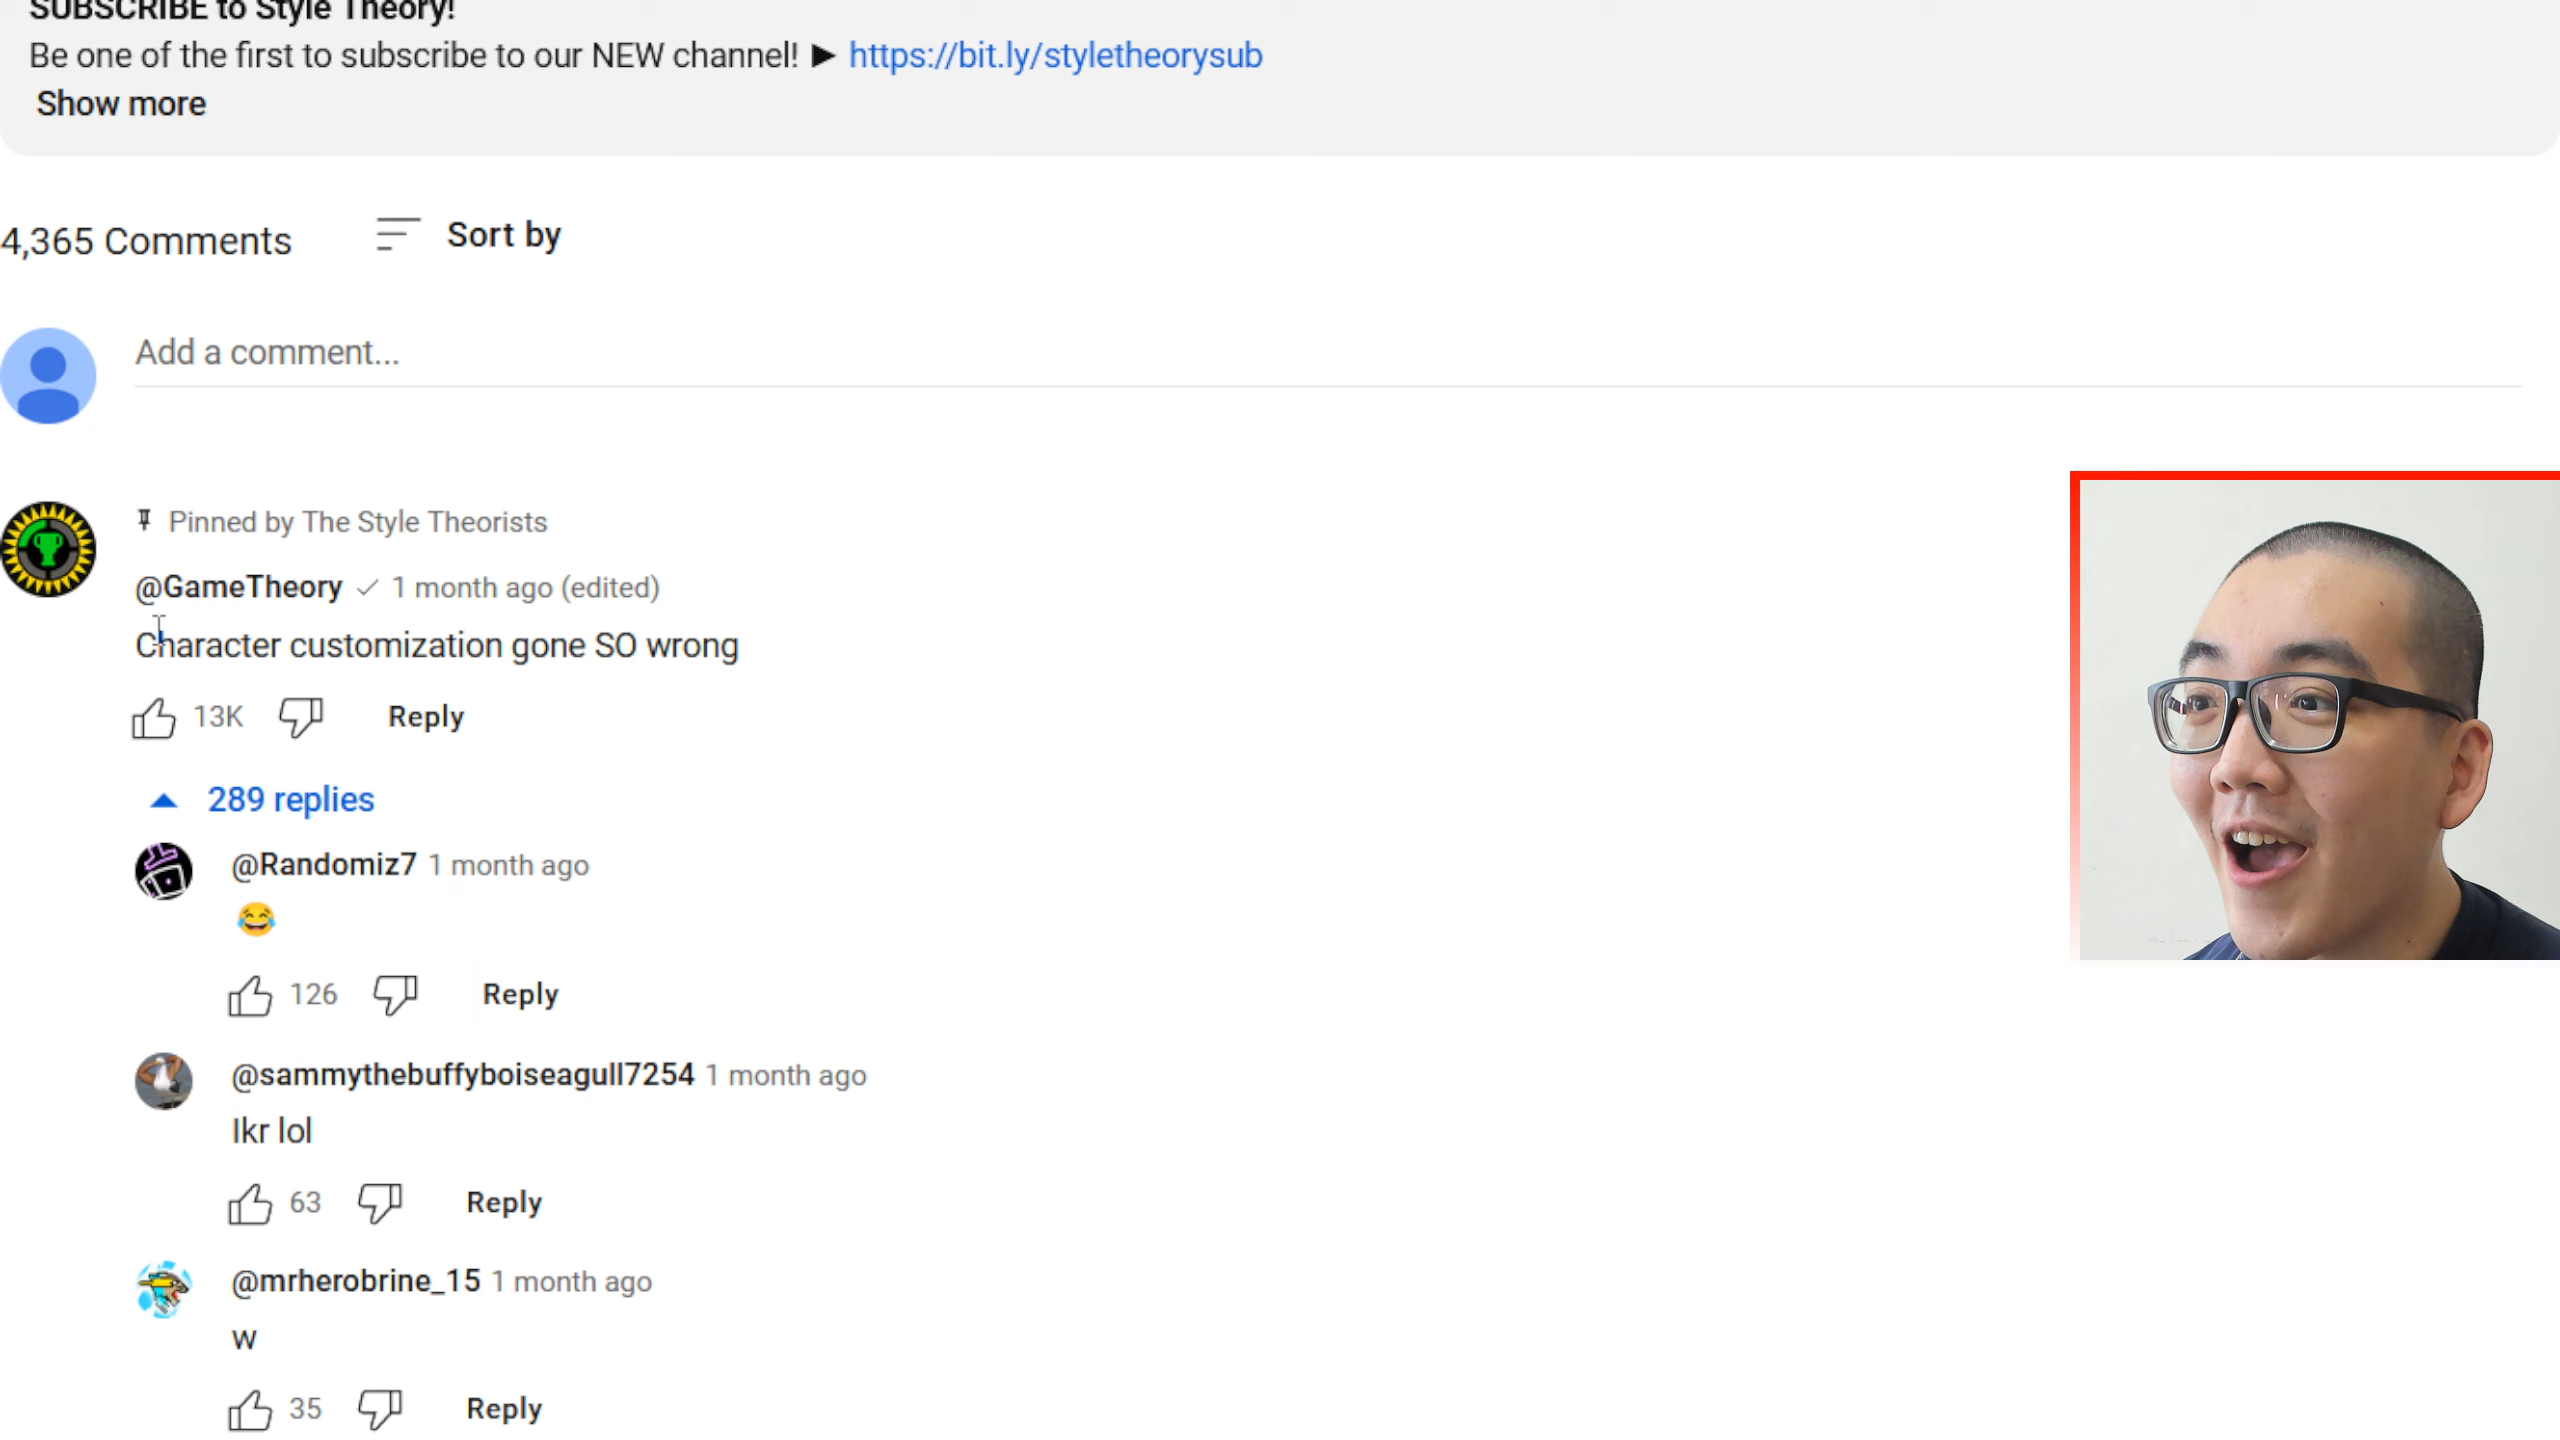 SUBSCRIBE to Style Theory!
Be one of the first to subscribe to our NEW channel! ► https://bit.ly/styletheorysub
Show more
4,365 Comments Sort by
Add a comment...
Pinned by The Style Theorists
@GameTheory 1 month ago (edited)
Character customization gone SO wrong
13K Reply
289 replies
@Randomiz7 1 month ago
😂
126 Reply
@sammythebuffyboiseagull7254 1 month ago
Ikr lol
63 Reply
@mrherobrine_15 1 month ago
w
35 Reply